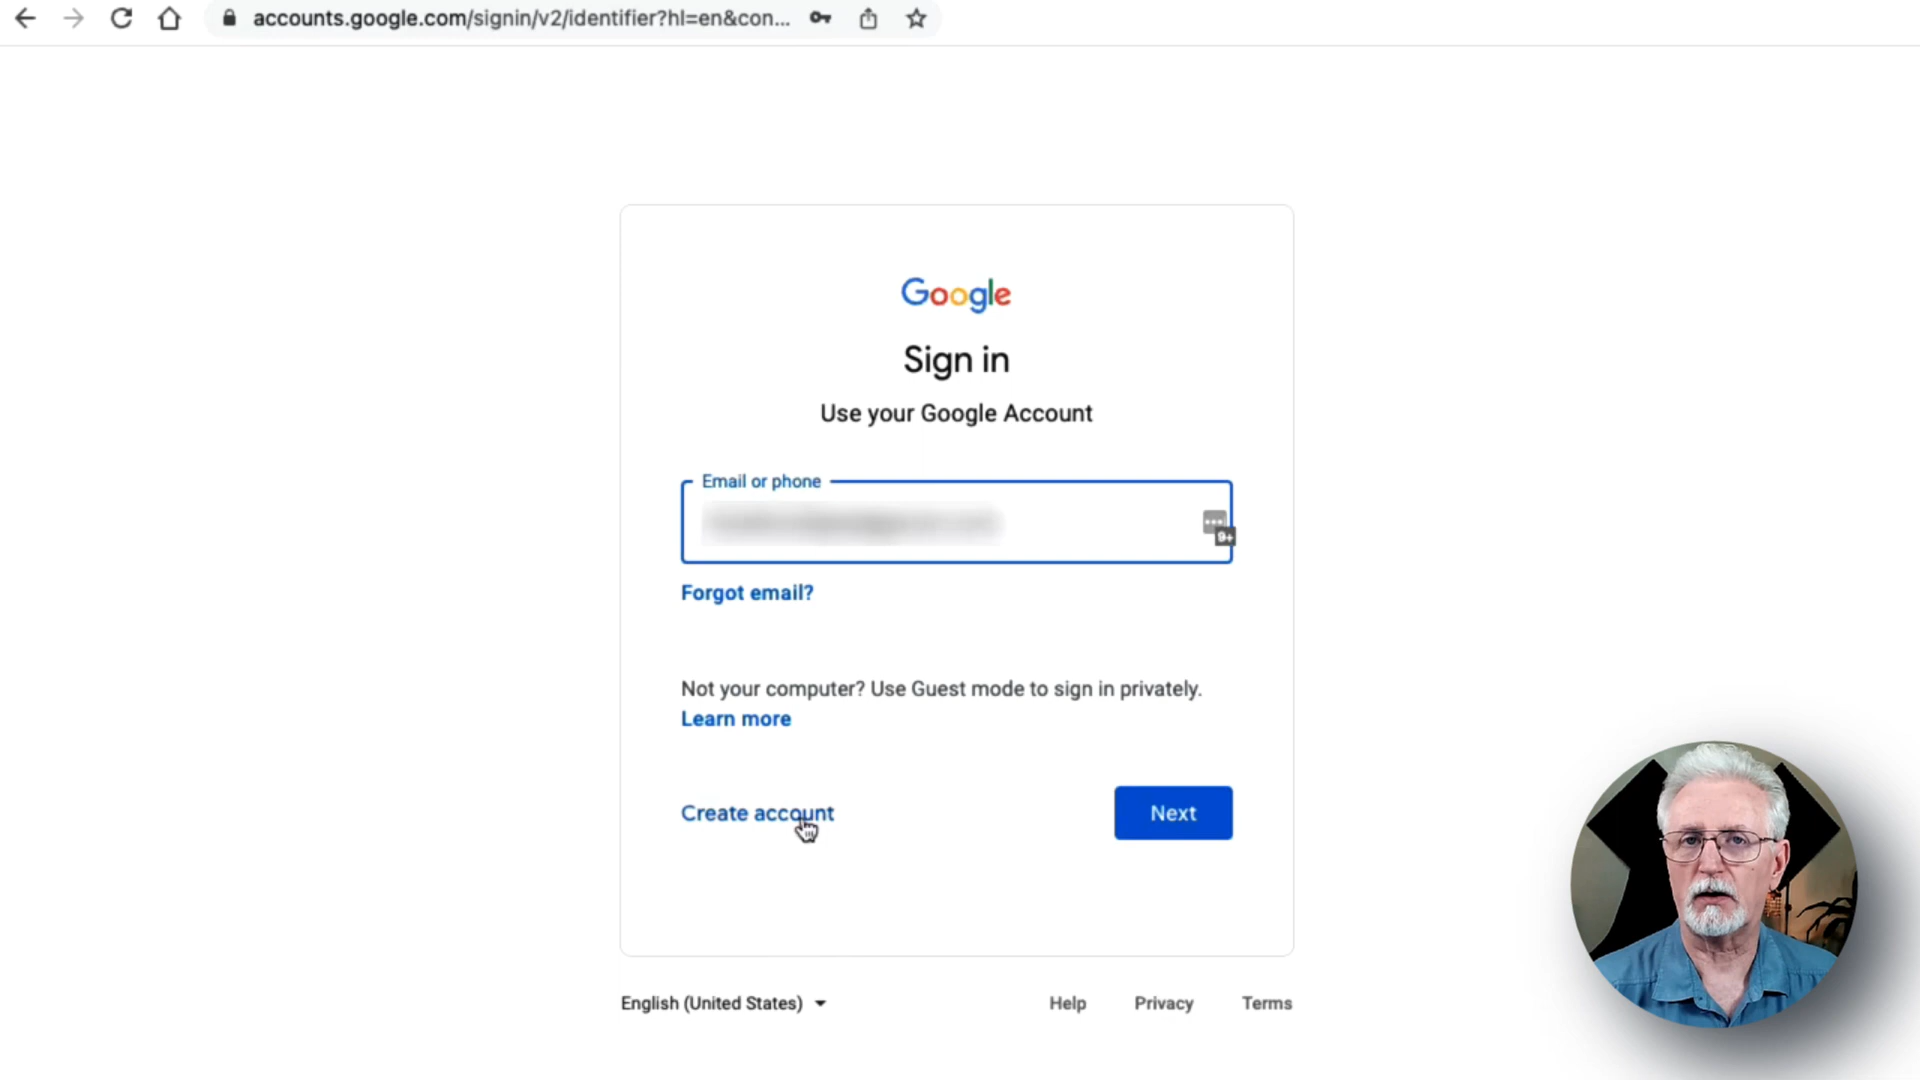 accounts.google.com/signin/v2/identifier?hl=en&con...
Google
Sign in
Use your Google Account
Email or phone
9+
Forgot email?
Not your computer? Use Guest mode to sign in privately.
Learn more
Create account
Next
English (United States)
Help
Privacy
Terms